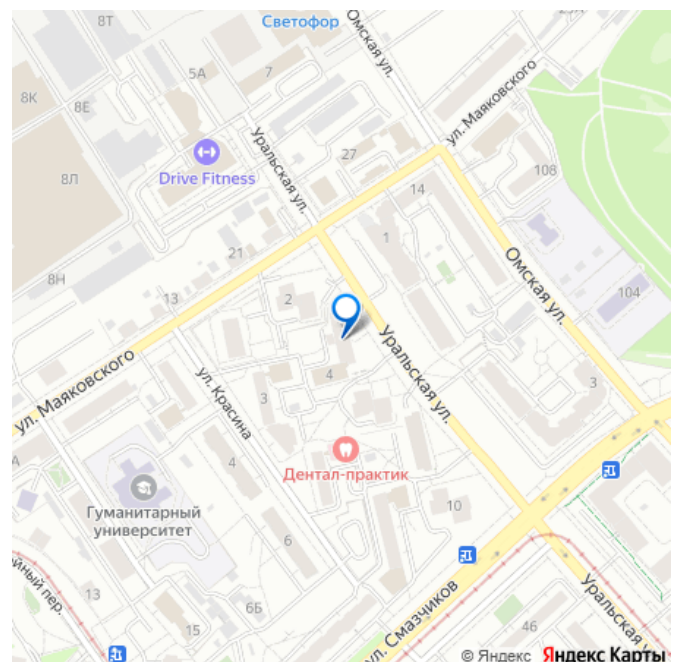 8Т
Светофор
Омская ул.
23А
7
5А
8К
8Е
ул. Маяковского
Уральская ул.
27
Drive Fitness
8Л
108
14
1
21
8Н
Омская ул.
104
13
2
Уральская ул.
ул. Маяковского
ул. Красина
4
3
3
Дентал-практик
4
Гуманитарный
университет
10
6
13
6Б
15
ул. Смазчиков
46
Уральская ул.
© Яндекс Яндекс Карты